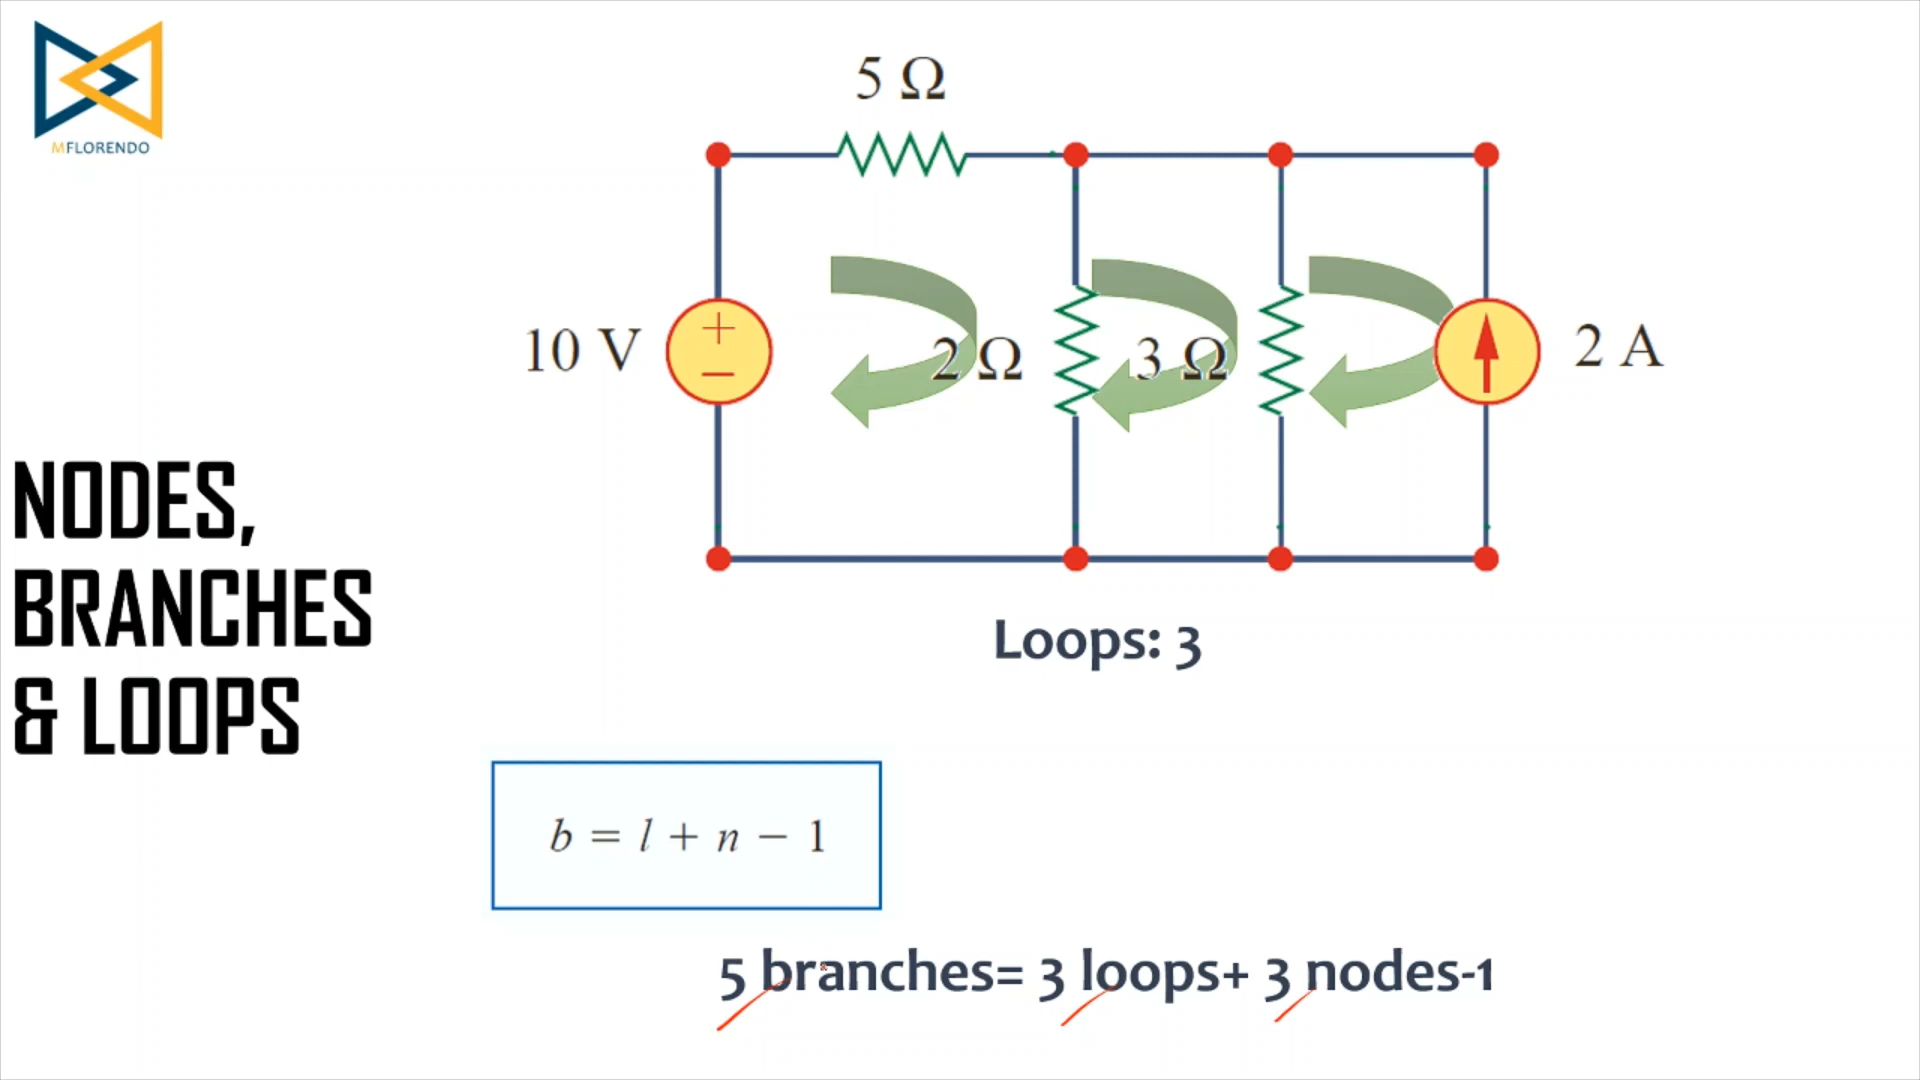 MFLORENDO
5 Ω
10 V
+
−
2 Ω
3 Ω
2 A
NODES,
BRANCHES
& LOOPS
Loops: 3
b = l + n − 1
5 branches= 3 loops+ 3 nodes-1